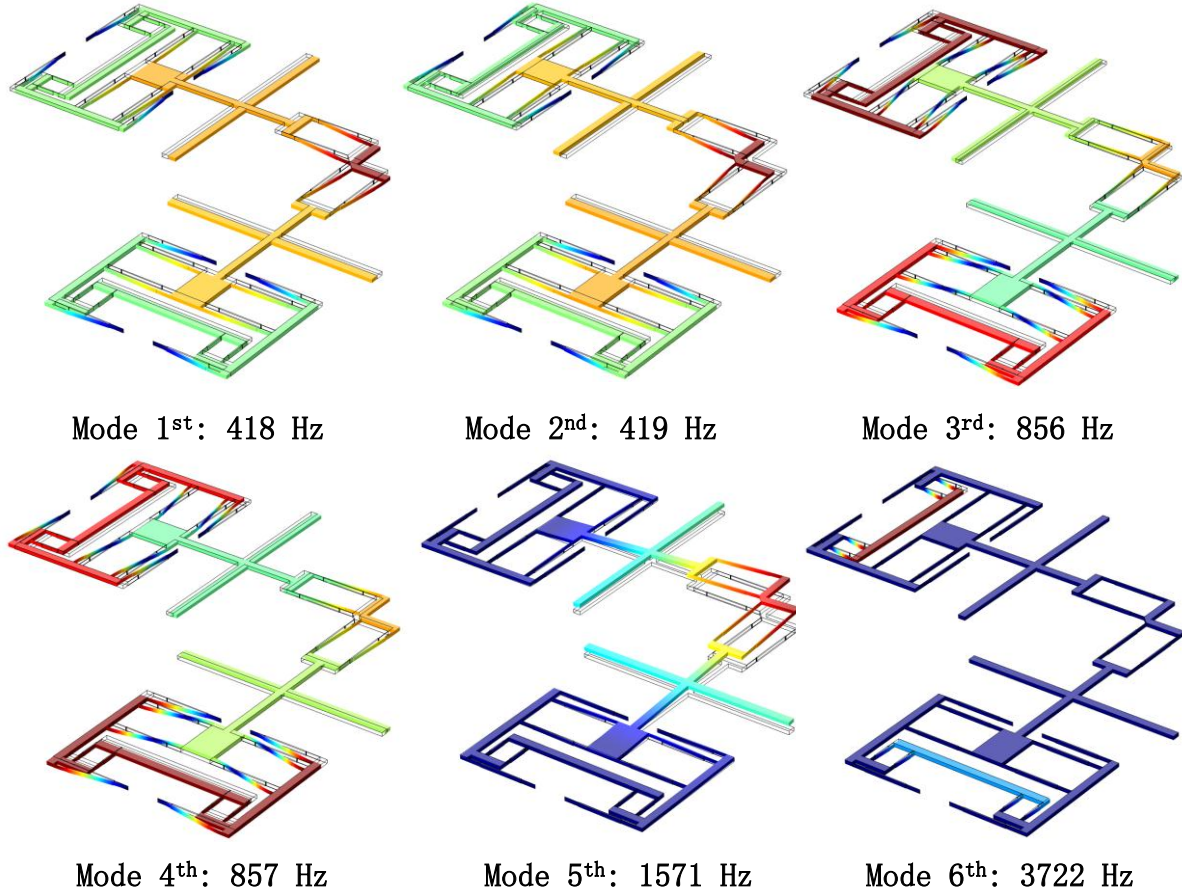 Mode 1st: 418 Hz
Mode 2nd: 419 Hz
Mode 3rd: 856 Hz
Mode 4th: 857 Hz
Mode 5th: 1571 Hz
Mode 6th: 3722 Hz